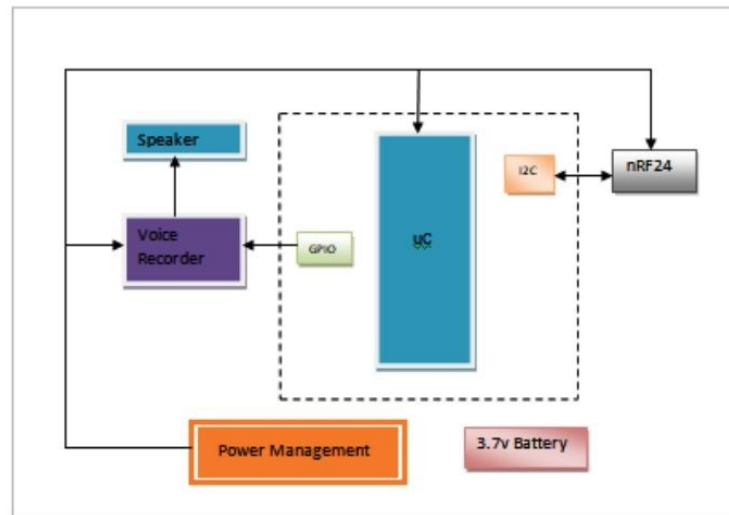 Speaker
Voice
Recorder
GPIO
uC
I2C
nRF24
Power Management
3.7v Battery